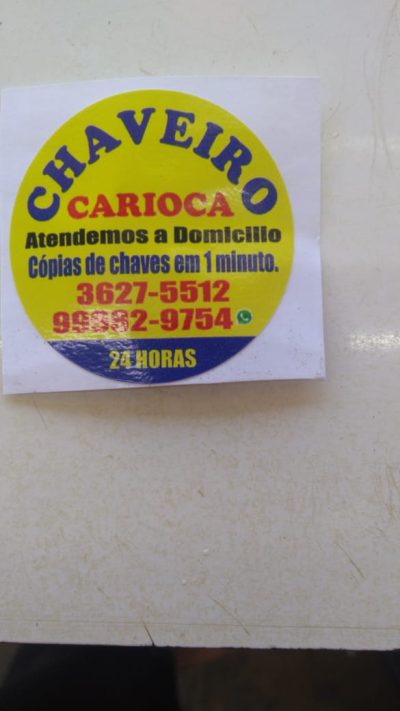 CHAVEIRO
CARIOCA
Atendemos a Domicilio
Cópias de chaves em 1 minuto.
3627-5512
24 HORAS